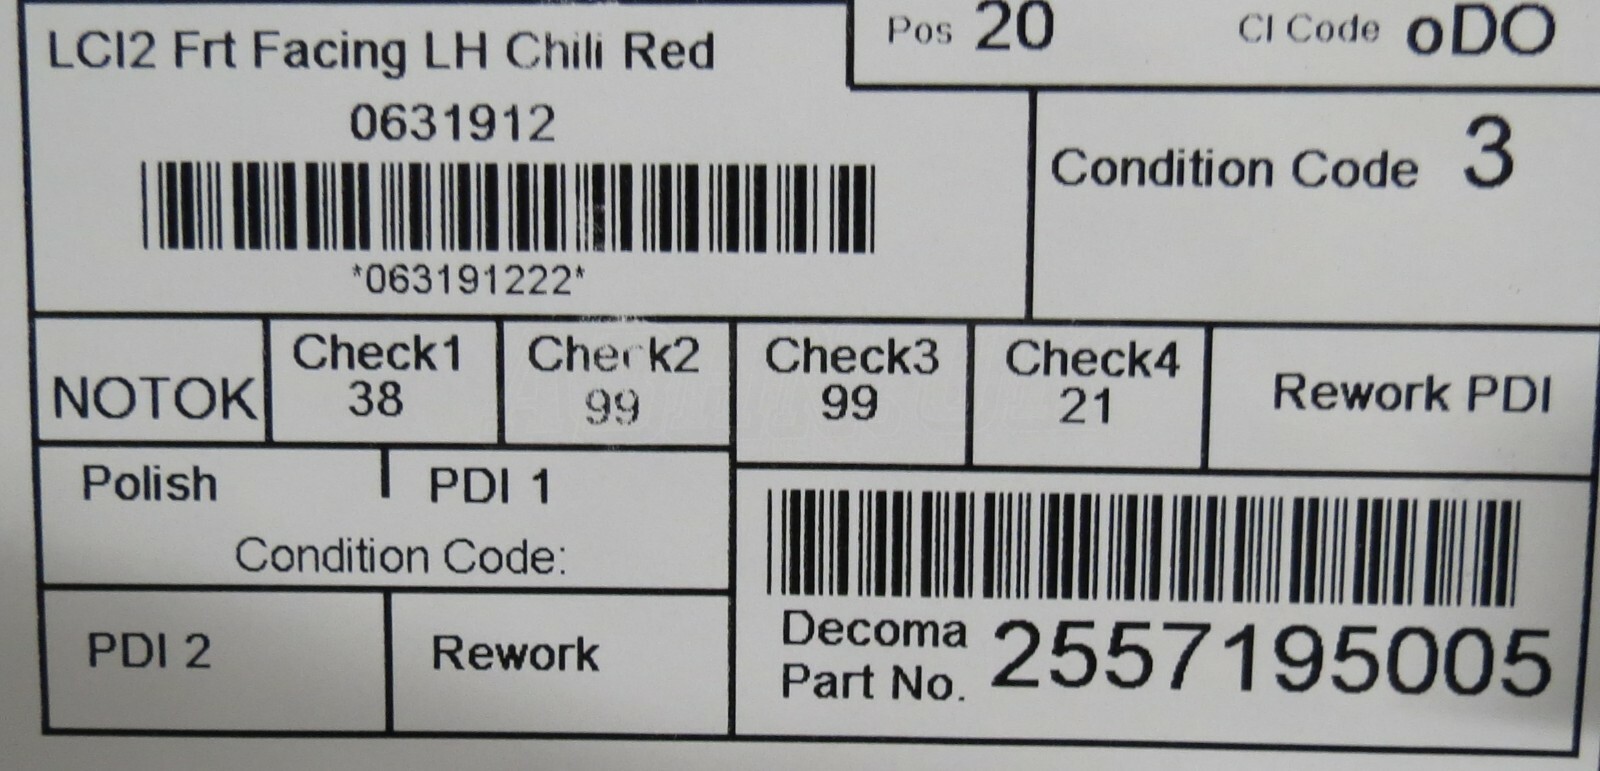 LCI2 Frt Facing LH Chili Red
Pos 20
CI Code oDO
0631912
*063191222*
Condition Code 3
NOTOK
Check1
38
Check2
99
Check3
99
Check4
21
Rework PDI
Polish
PDI 1
Condition Code:
PDI 2
Rework
Decoma
Part No. 2557195005